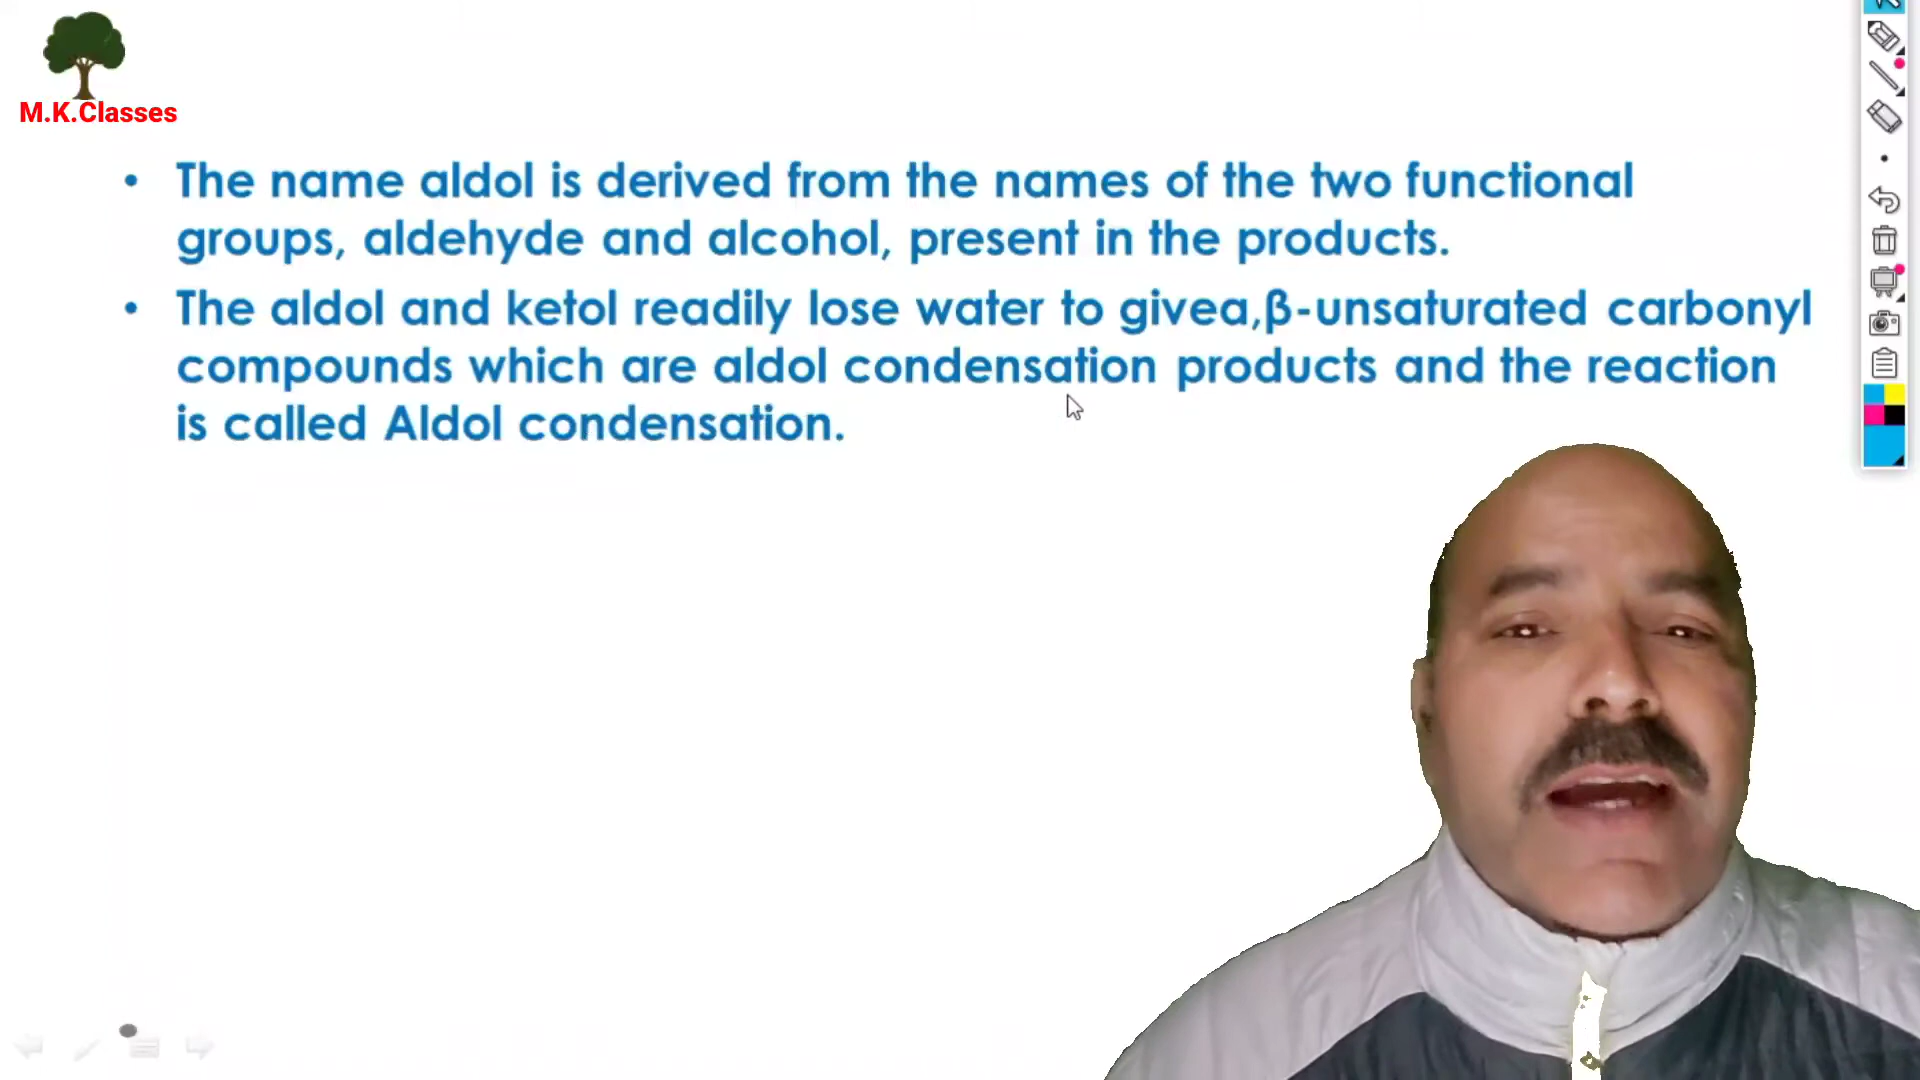 M.K.Classes
• The name aldol is derived from the names of the two functional
groups, aldehyde and alcohol, present in the products.
• The aldol and ketol readily lose water to givea,β-unsaturated carbonyl
compounds which are aldol condensation products and the reaction
is called Aldol condensation.